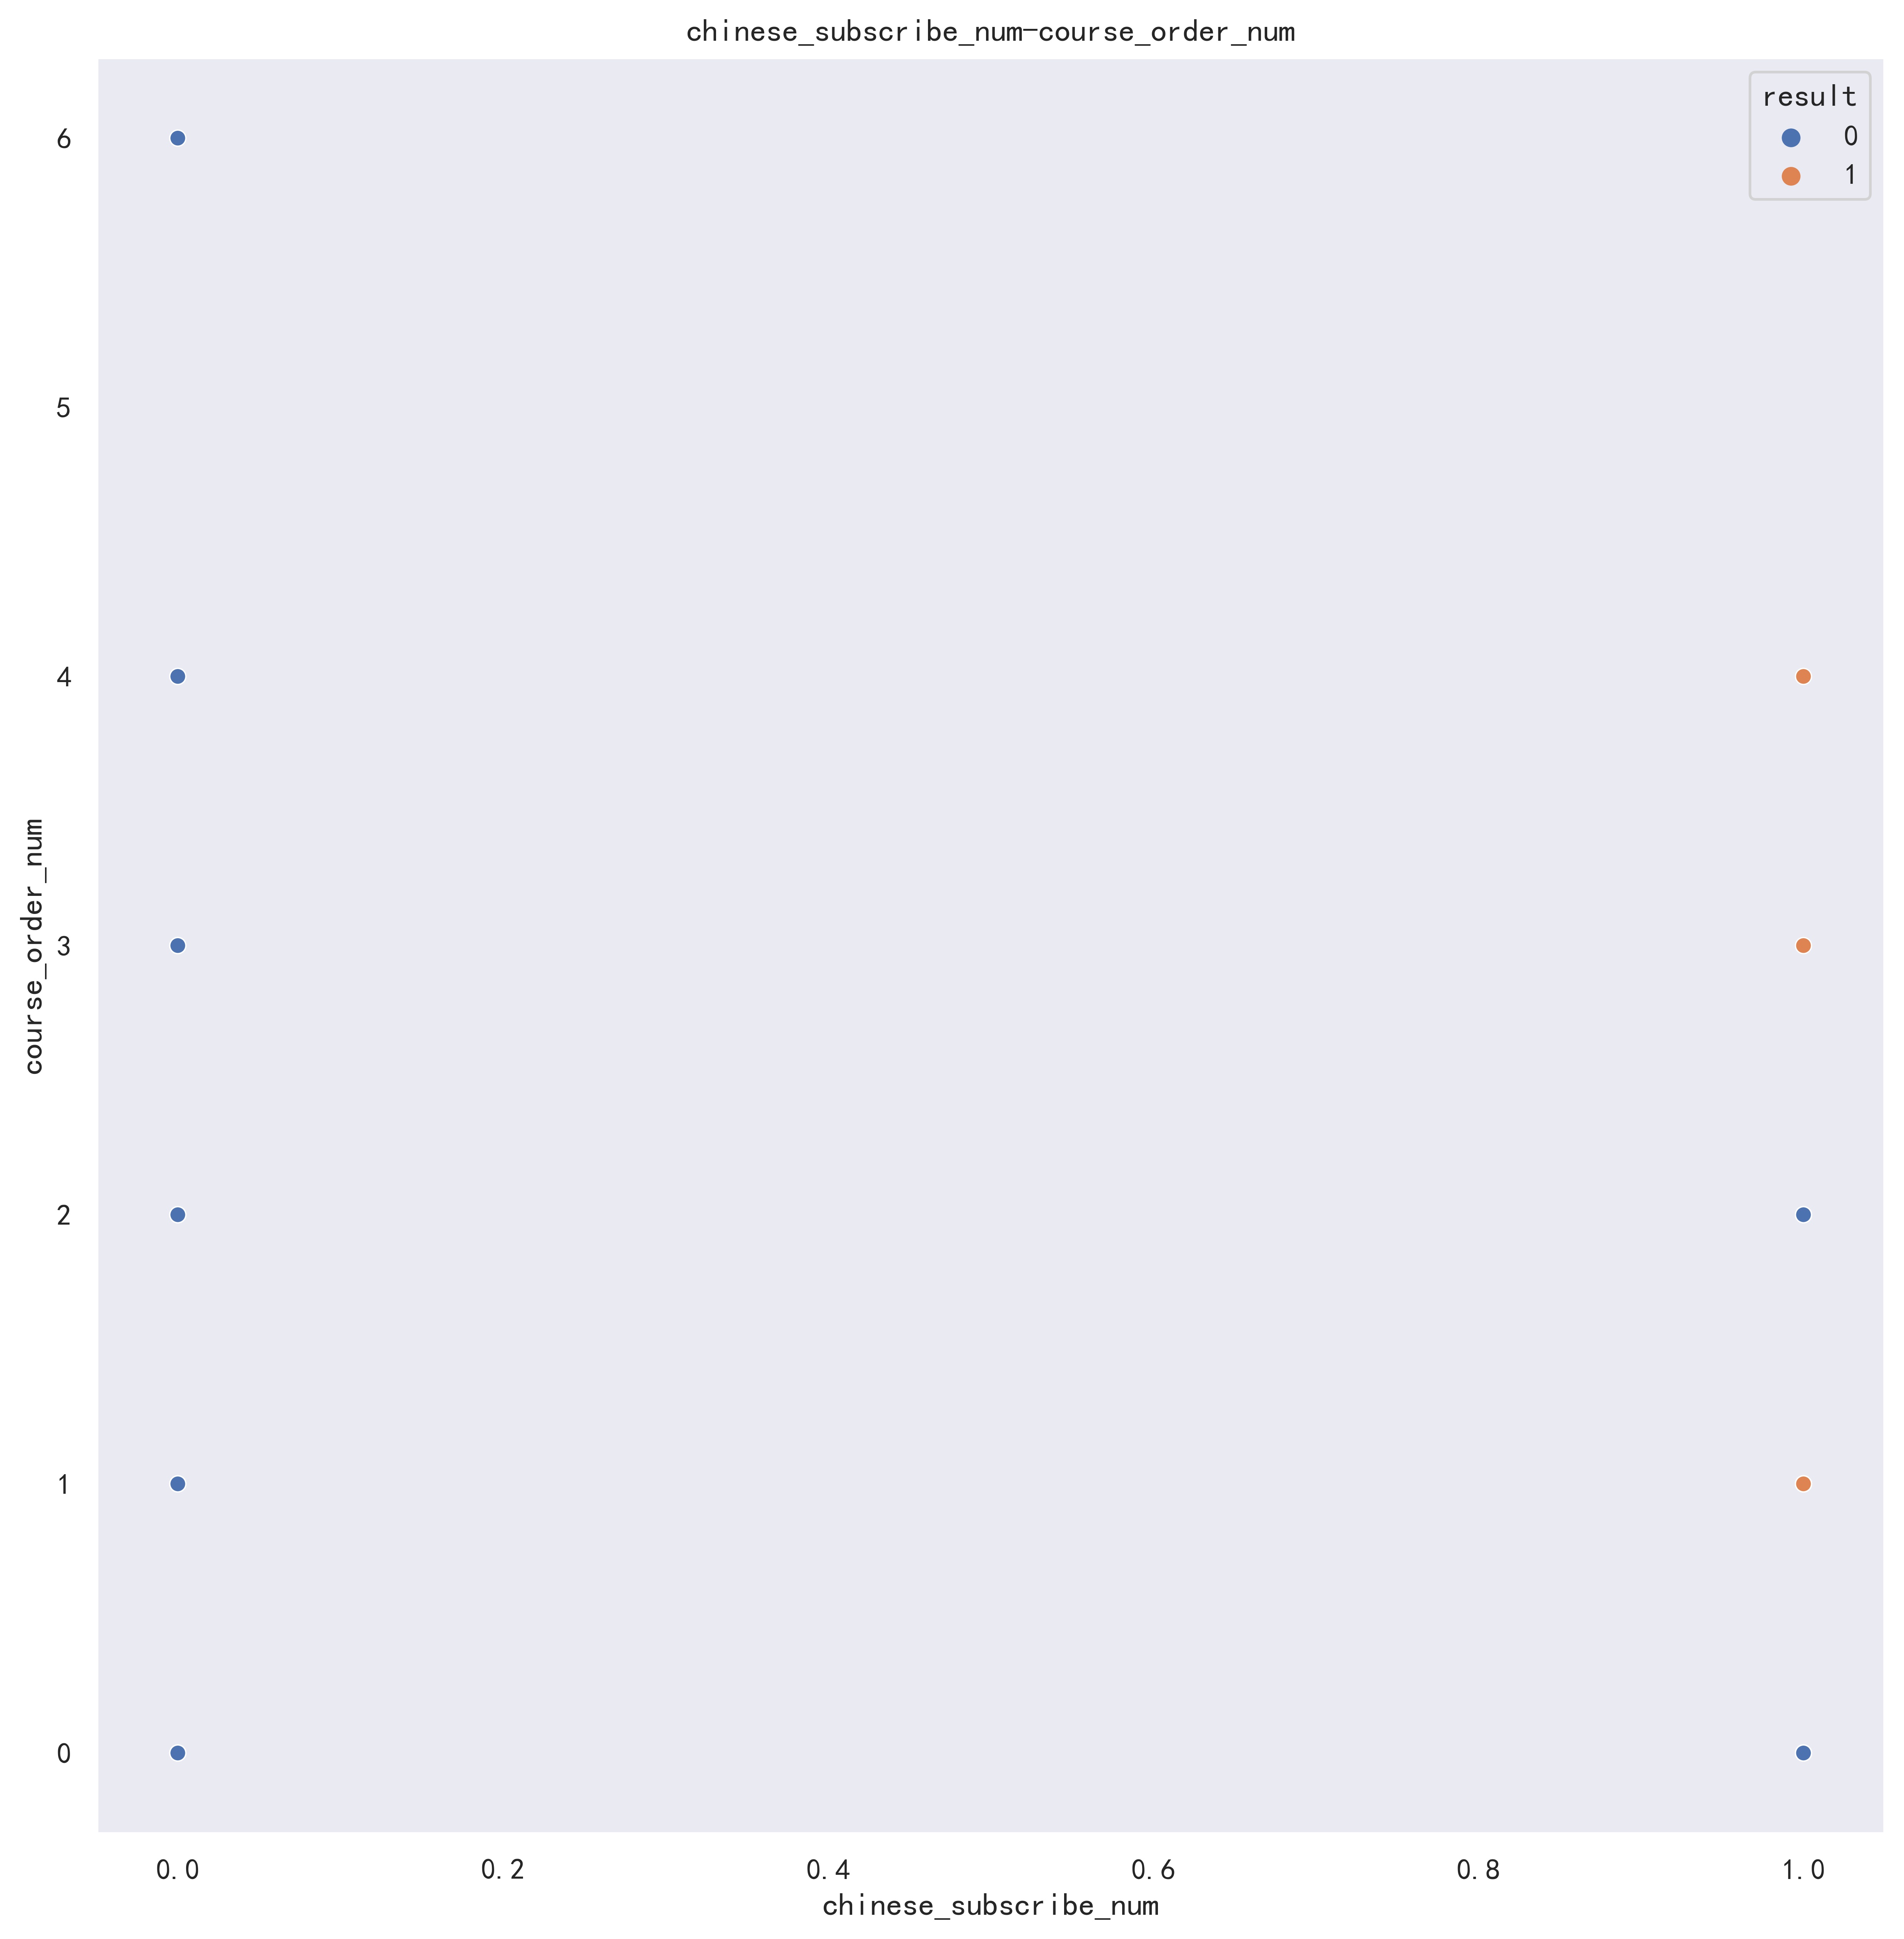 chinese_subscribe_num-course_order_num
result
0
1
6
5
4
3
2
1
0
course_order_num
0.0 0.2 0.4 0.6 0.8 1.0
chinese_subscribe_num